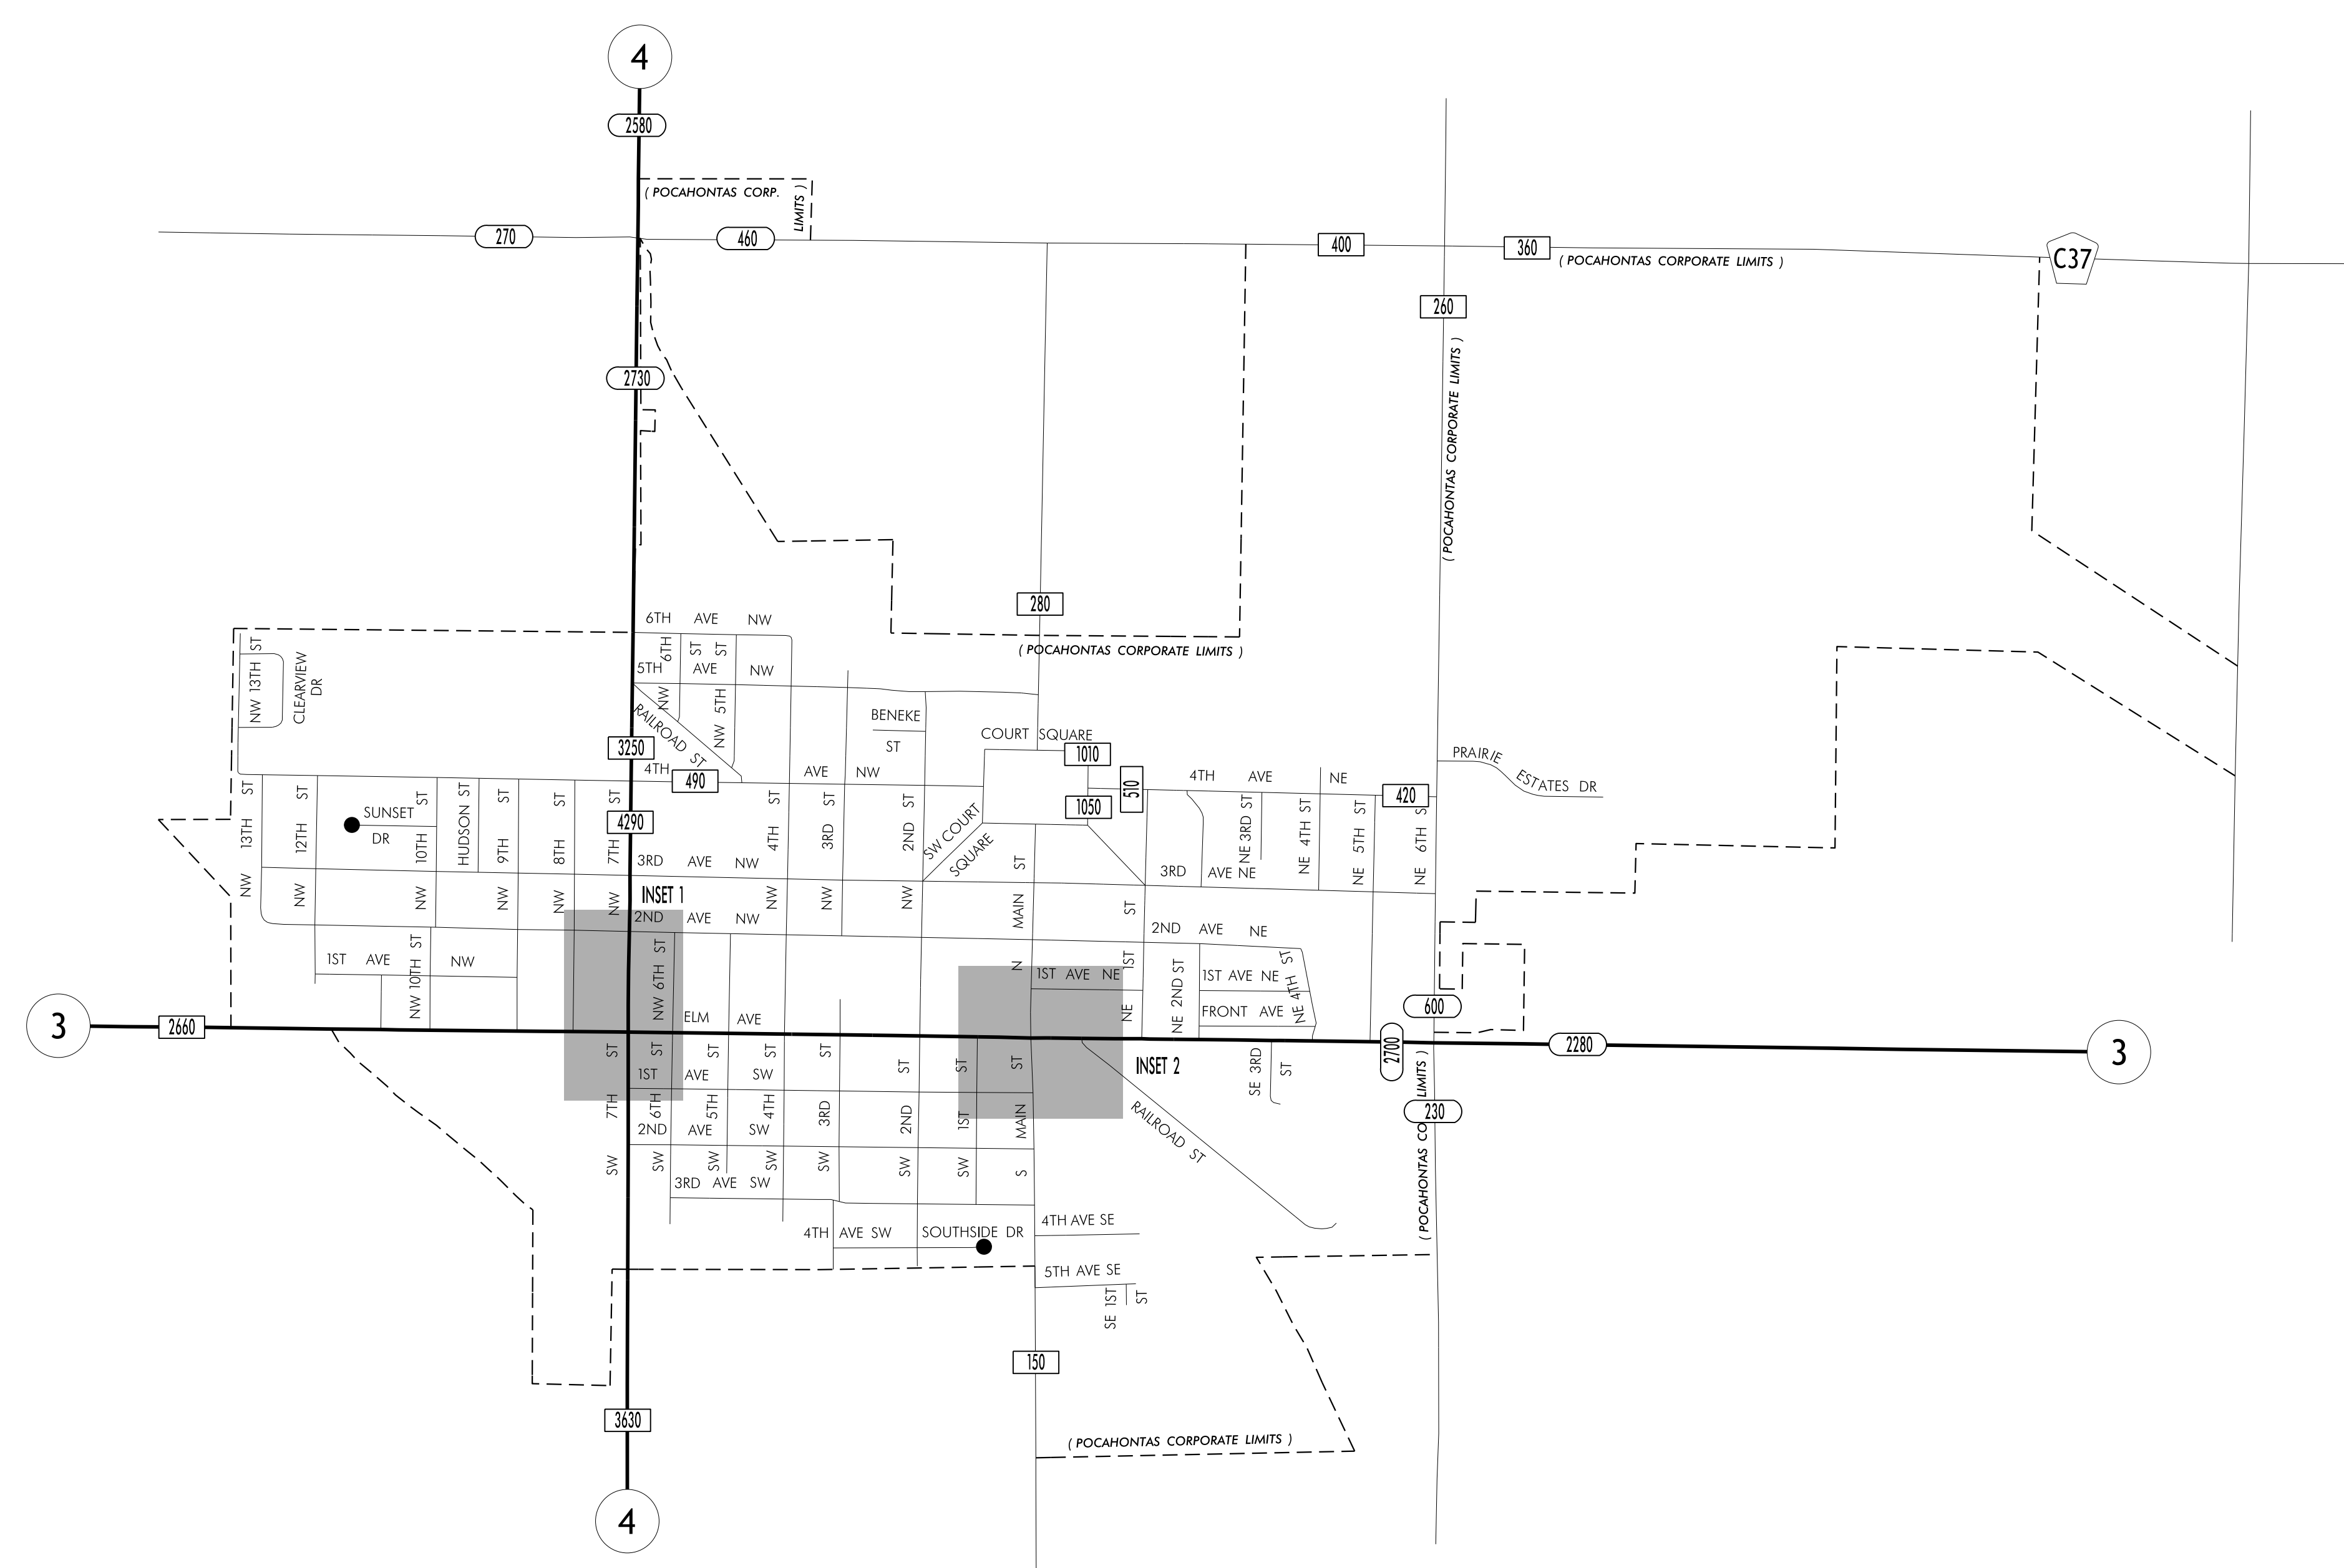 4
2580
( POCAHONTAS CORP.
LIMITS )
270
460
400
360
( POCAHONTAS CORPORATE LIMITS )
C37
260
( POCAHONTAS CORPORATE LIMITS )
2730
280
( POCAHONTAS CORPORATE LIMITS )
6TH AVE NW
NW 6TH ST
NW 5TH ST
5TH AVE NW
NW 13TH ST
CLEARVIEW
DR
RAILROAD ST
BENEKE
ST
COURT SQUARE
1010
3250
4TH AVE NW
490
510
1050
4TH AVE NE
420
PRAIRIE ESTATES DR
4290
NW 13TH ST
NW 12TH ST
SUNSET
DR
NW 10TH ST
HUDSON ST
NW 9TH ST
NW 8TH ST
NW 7TH ST
NW 4TH ST
NW 3RD ST
NW 2ND ST
SW COURT
SQUARE
N MAIN ST
NE 1ST ST
NE 3RD ST
NE 4TH ST
NE 5TH ST
NE 6TH ST
3RD AVE NW
3RD AVE NE
INSET 1
2ND AVE NW
2ND AVE NE
1ST AVE NW
NW 10TH ST
NW 6TH ST
1ST AVE NE
NE 2ND ST
1ST AVE NE
NE 4TH ST
FRONT AVE
600
ELM AVE
3
2660
2700
2280
3
INSET 2
SW 7TH ST
SW 6TH ST
SW 5TH ST
SW 4TH ST
SW 3RD ST
SW 2ND ST
SW 1ST ST
S MAIN ST
1ST AVE SW
SE 3RD
ST
RAILROAD ST
230
( POCAHONTAS CO LIMITS )
2ND AVE SW
3RD AVE SW
4TH AVE SW
SOUTHSIDE DR
4TH AVE SE
5TH AVE SE
SE 1ST
ST
150
3630
( POCAHONTAS CORPORATE LIMITS )
4